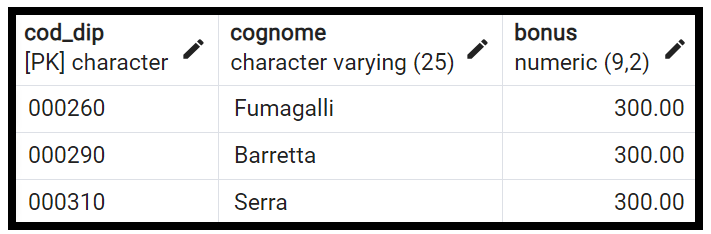 cod_dip cognome bonus
[PK] character character varying (25) numeric (9,2)
000260 Fumagalli 300.00
000290 Barretta 300.00
000310 Serra 300.00